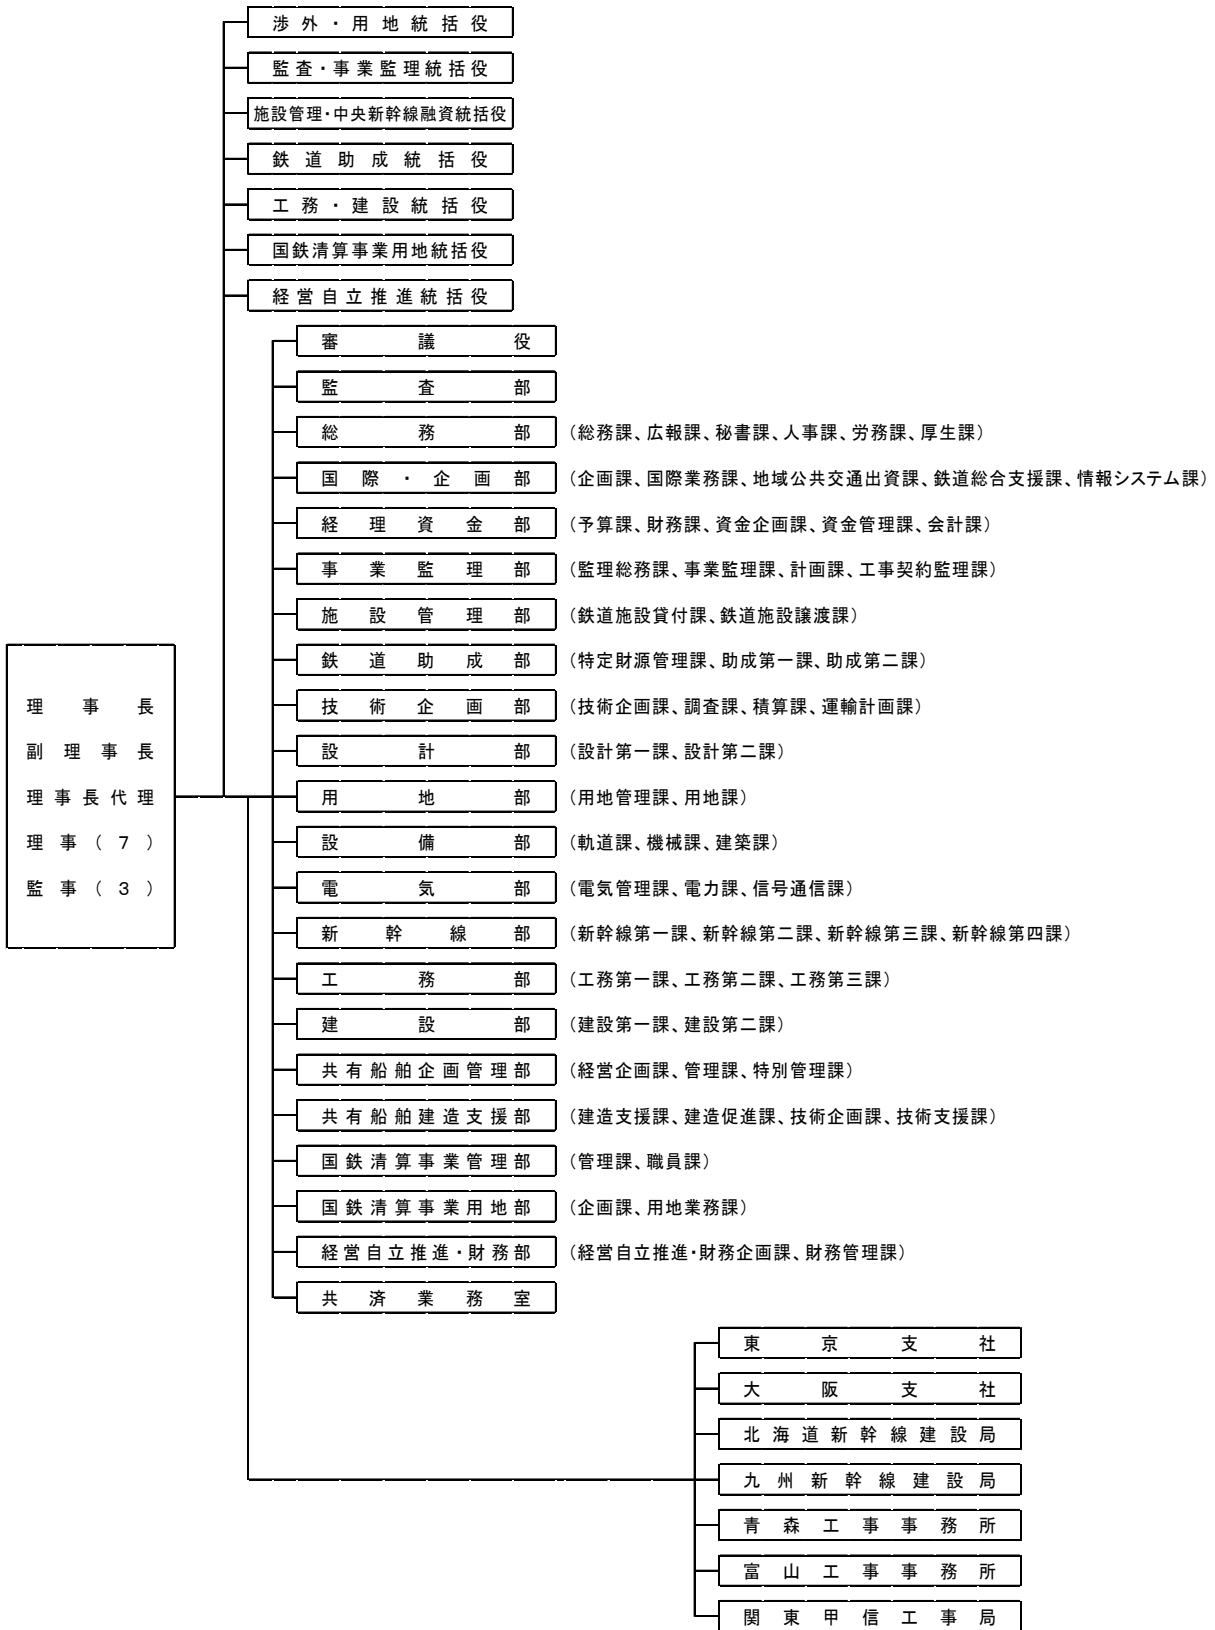 渉外・用地統括役
監査・事業監理統括役
施設管理・中央新幹線融資統括役
鉄道助成統括役
工務・建設統括役
国鉄清算事業用地統括役
経営自立推進統括役
審議役
監査部
総務部 (総務課、広報課、秘書課、人事課、労務課、厚生課)
国際・企画部 (企画課、国際業務課、地域公共交通出資課、鉄道総合支援課、情報システム課)
経理資金部 (予算課、財務課、資金企画課、資金管理課、会計課)
事業監理部 (監理総務課、事業監理課、計画課、工事契約監理課)
施設管理部 (鉄道施設貸付課、鉄道施設譲渡課)
鉄道助成部 (特定財源管理課、助成第一課、助成第二課)
理事長
技術企画部 (技術企画課、調査課、積算課、運輸計画課)
副理事長
設計部 (設計第一課、設計第二課)
理事長代理
用地部 (用地管理課、用地課)
理事(7)
設備部 (軌道課、機械課、建築課)
監事(3)
電気部 (電気管理課、電力課、信号通信課)
新幹線部 (新幹線第一課、新幹線第二課、新幹線第三課、新幹線第四課)
工務部 (工務第一課、工務第二課、工務第三課)
建設部 (建設第一課、建設第二課)
共有船舶企画管理部 (経営企画課、管理課、特別管理課)
共有船舶建造支援部 (建造支援課、建造促進課、技術企画課、技術支援課)
国鉄清算事業管理部 (管理課、職員課)
国鉄清算事業用地部 (企画課、用地業務課)
経営自立推進・財務部 (経営自立推進・財務企画課、財務管理課)
共済業務室
東京支社
大阪支社
北海道新幹線建設局
九州新幹線建設局
青森工事事務所
富山工事事務所
関東甲信工事局